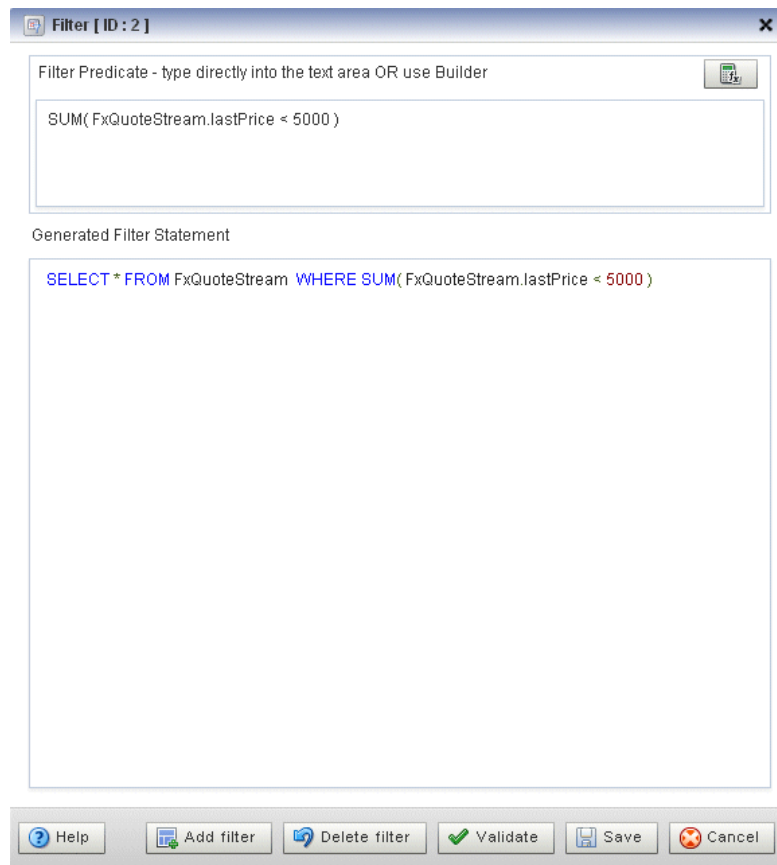 Filter [ ID : 2 ]
Filter Predicate - type directly into the text area OR use Builder
SUM( FxQuoteStream.lastPrice < 5000 )
Generated Filter Statement
SELECT * FROM FxQuoteStream  WHERE SUM( FxQuoteStream.lastPrice < 5000 )
Help Add filter Delete filter Validate Save Cancel